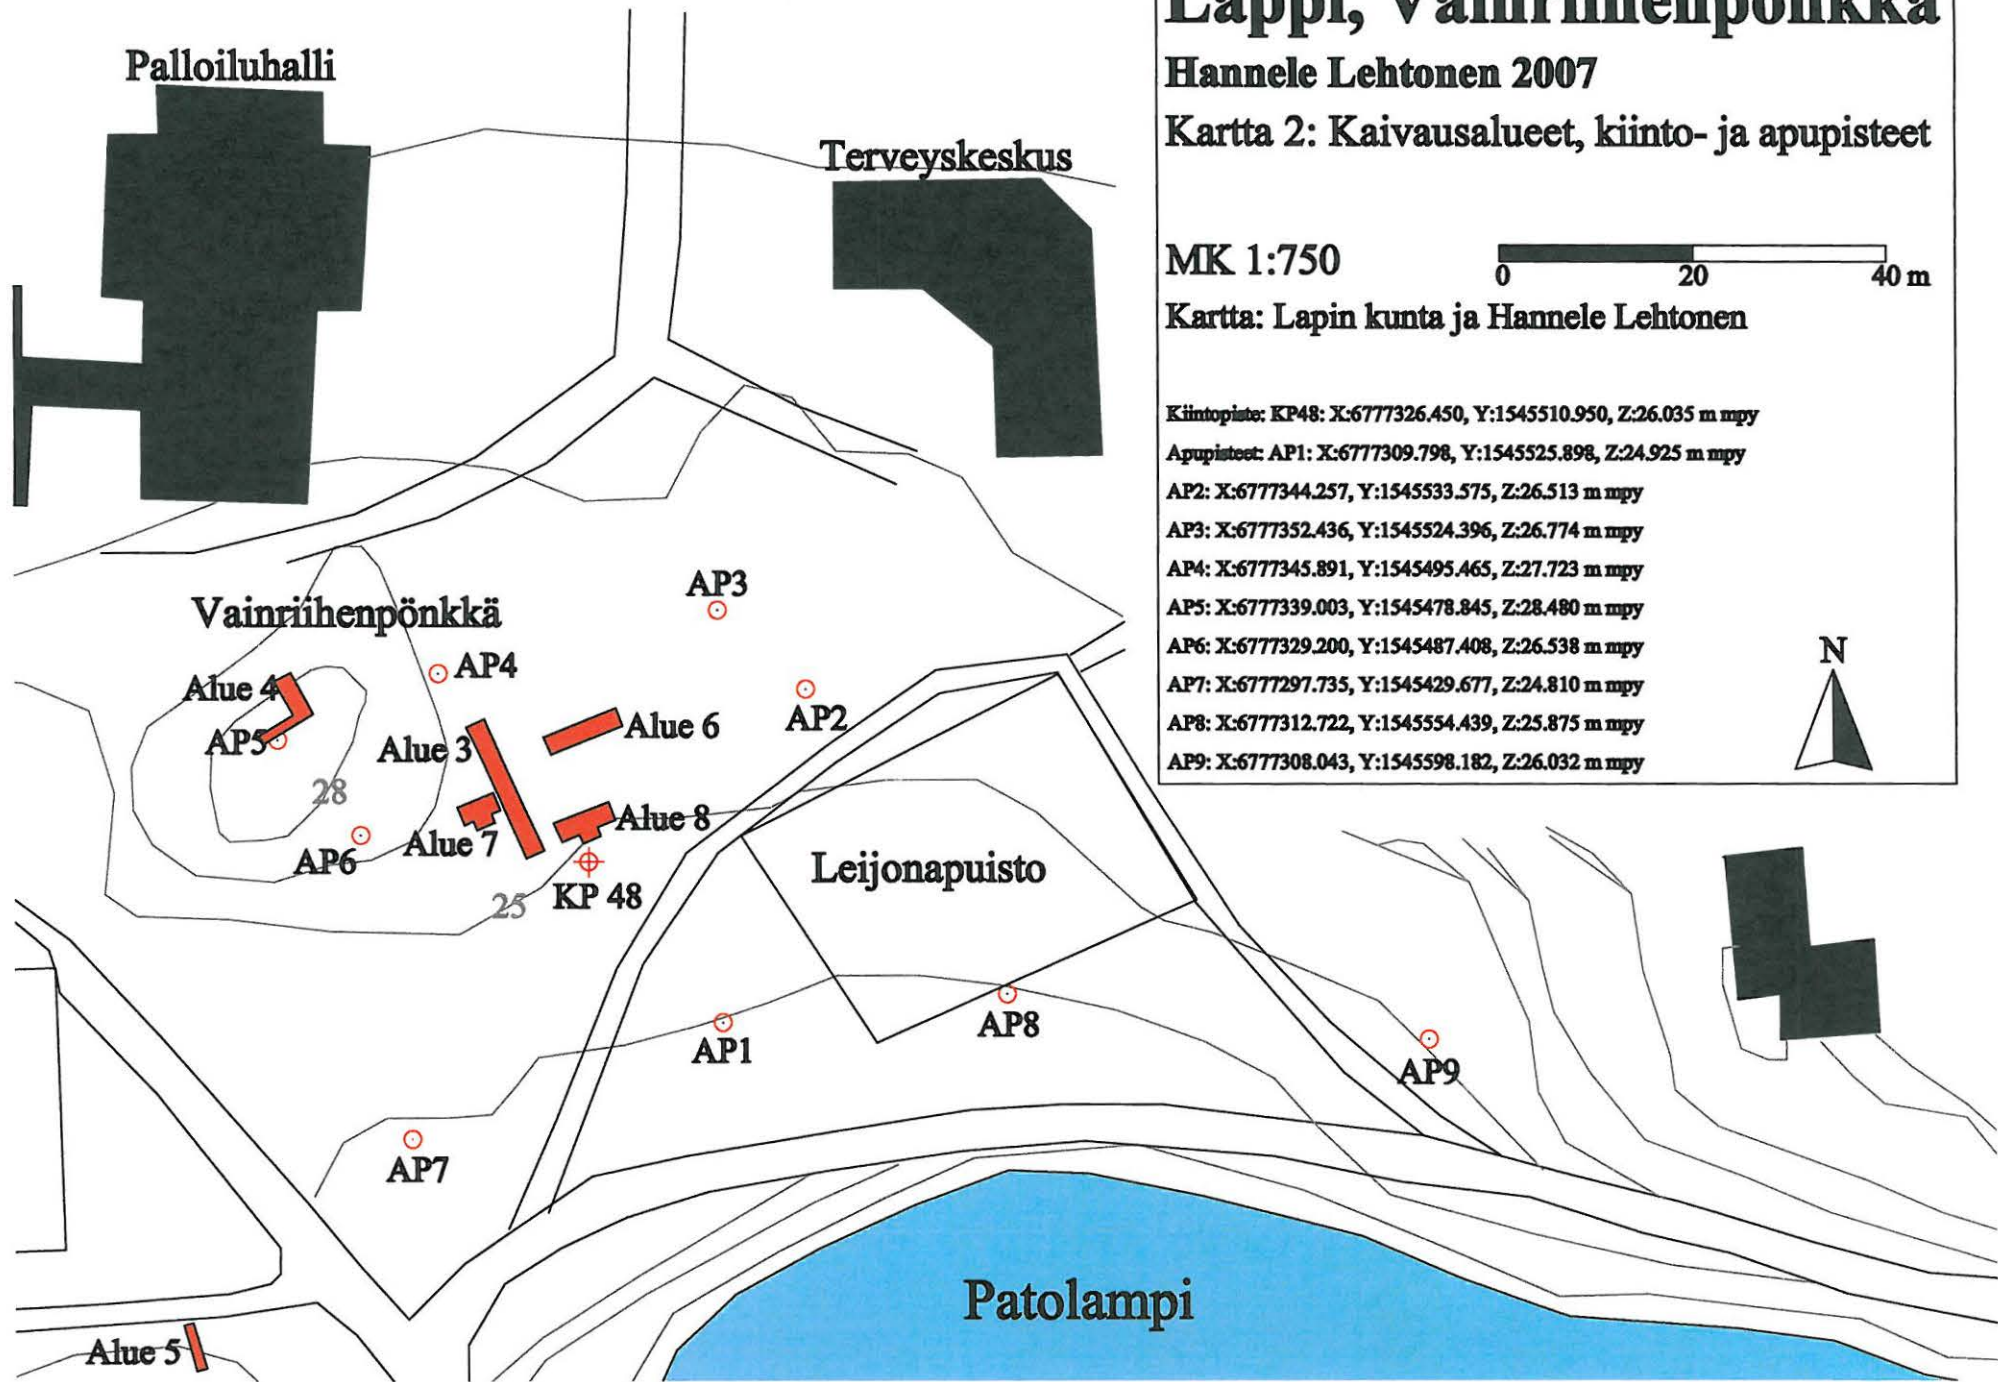 Lappi, Vainriihenpönkkä
Hannele Lehtonen 2007
Kartta 2: Kaivausalueet, kiinto- ja apupisteet
MK 1:750
0 20 40 m
Kartta: Lapin kunta ja Hannele Lehtonen
Kiintopiste: KP48: X:6777326.450, Y:1545510.950, Z:26.035 m mpy
Apupisteet: AP1: X:6777309.798, Y:1545525.898, Z:24.925 m mpy
AP2: X:6777344.257, Y:1545533.575, Z:26.513 m mpy
AP3: X:6777352.436, Y:1545524.396, Z:26.774 m mpy
AP4: X:6777345.891, Y:1545495.465, Z:27.723 m mpy
AP5: X:6777339.003, Y:1545478.845, Z:28.480 m mpy
AP6: X:6777329.200, Y:1545487.408, Z:26.538 m mpy
AP7: X:6777297.735, Y:1545429.677, Z:24.810 m mpy
AP8: X:6777312.722, Y:1545554.439, Z:25.875 m mpy
AP9: X:6777308.043, Y:1545598.182, Z:26.032 m mpy
N
Palloiluhalli
Terveyskeskus
AP3
Vainriihenpönkkä
AP4
Alue 4
AP2
Alue 6
AP5
Alue 3
28
Alue 8
Alue 7
AP6
Leijonapuisto
KP 48
25
AP8
AP1
AP9
AP7
Patolampi
Alue 5